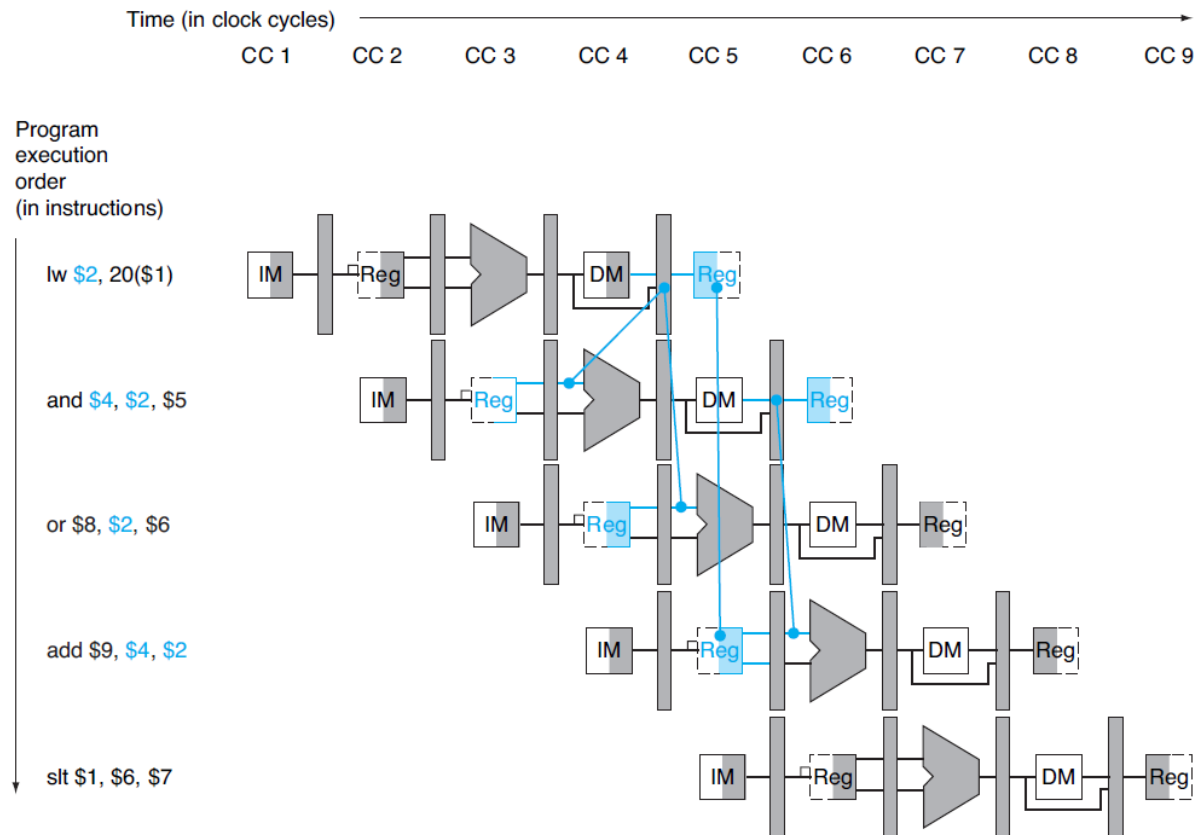 Time (in clock cycles)
CC 1 CC 2 CC 3 CC 4 CC 5 CC 6 CC 7 CC 8 CC 9
Program
execution
order
(in instructions)
lw $2, 20($1)
IM Reg DM Reg
and $4, $2, $5
IM Reg DM Reg
or $8, $2, $6
IM Reg DM Reg
add $9, $4, $2
IM Reg DM Reg
slt $1, $6, $7
IM Reg DM Reg